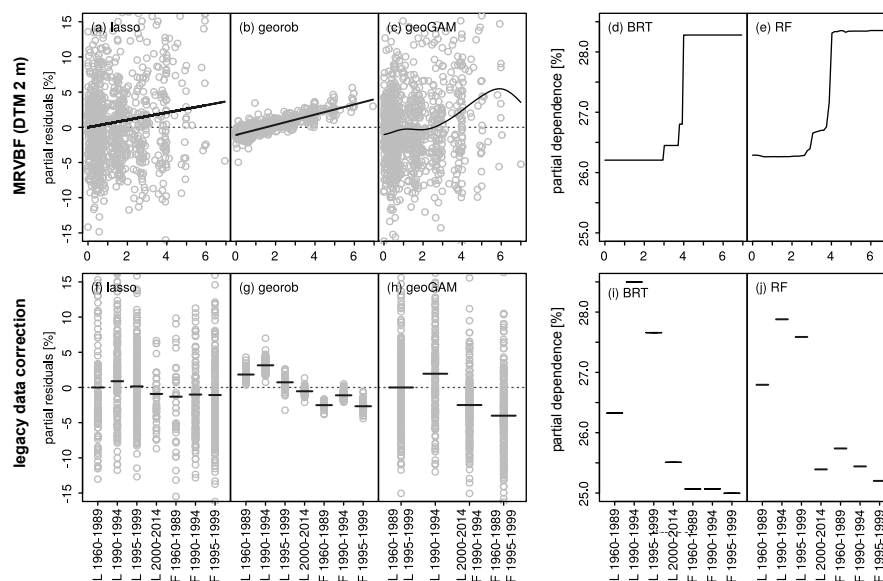 MRVBF (DTM 2 m)
partial residuals [%]
15
10
5
0
-5
-10
-15
(a) lasso
(b) georob
(c) geoGAM
0 2 4 6
0 2 4 6
0 2 4 6
partial dependence [%]
28.0
27.0
26.0
25.0
(d) BRT
(e) RF
0 2 4 6
0 2 4 6
legacy data correction
partial residuals [%]
15
10
5
0
-5
-10
-15
(f) lasso
(g) georob
(h) geoGAM
L 1960-1989
L 1990-1994
L 1995-1999
L 2000-2014
F 1960-1989
F 1990-1994
F 1995-1999
L 1960-1989
L 1990-1994
L 1995-1999
L 2000-2014
F 1960-1989
F 1990-1994
F 1995-1999
L 1960-1989
L 1995-1999
L 1990-1994
L 2000-2014
F 1990-1994
F 1960-1989
F 1995-1999
partial dependence [%]
28.0
27.0
26.0
25.0
(i) BRT
(j) RF
L 1960-1989
L 1990-1994
L 1995-1999
L 2000-2014
F 1960-1989
F 1990-1994
F 1995-1999
L 1960-1989
L 1990-1994
L 1995-1999
L 2000-2014
F 1960-1989
F 1990-1994
F 1995-1999